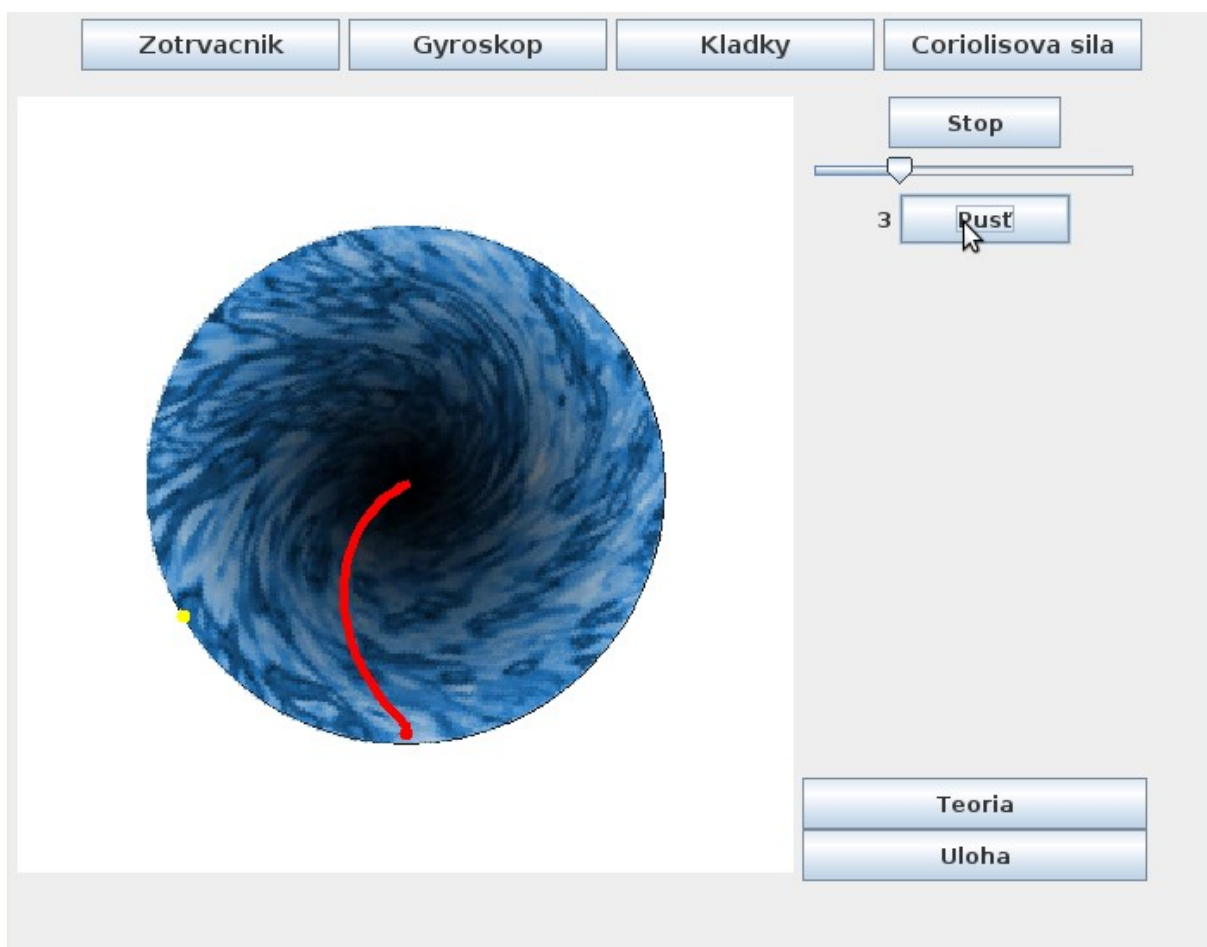 Zotrvacnik Gyroskop Kladky Coriolisova sila
Stop
3 Pusť
Teoria
Uloha